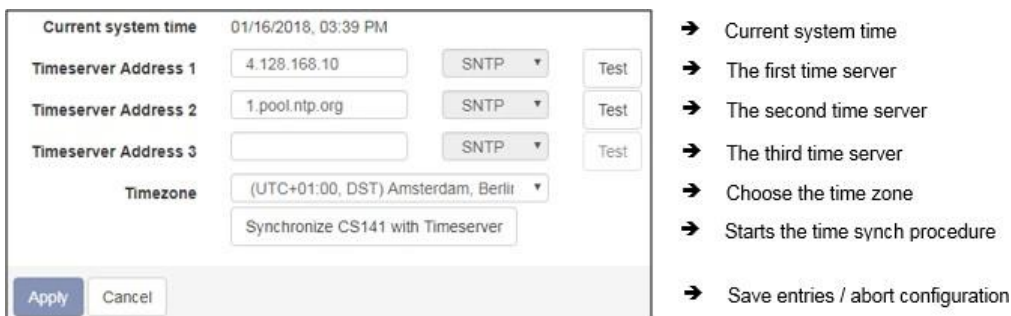 Current system time 01/16/2018, 03:39 PM ➔ Current system time
Timeserver Address 1 4.128.168.10 SNTP Test ➔ The first time server
Timeserver Address 2 1.pool.ntp.org SNTP Test ➔ The second time server
Timeserver Address 3 SNTP Test ➔ The third time server
Timezone (UTC+01:00, DST) Amsterdam, Berlir ➔ Choose the time zone
Synchronize CS141 with Timeserver ➔ Starts the time synch procedure
Apply Cancel ➔ Save entries / abort configuration